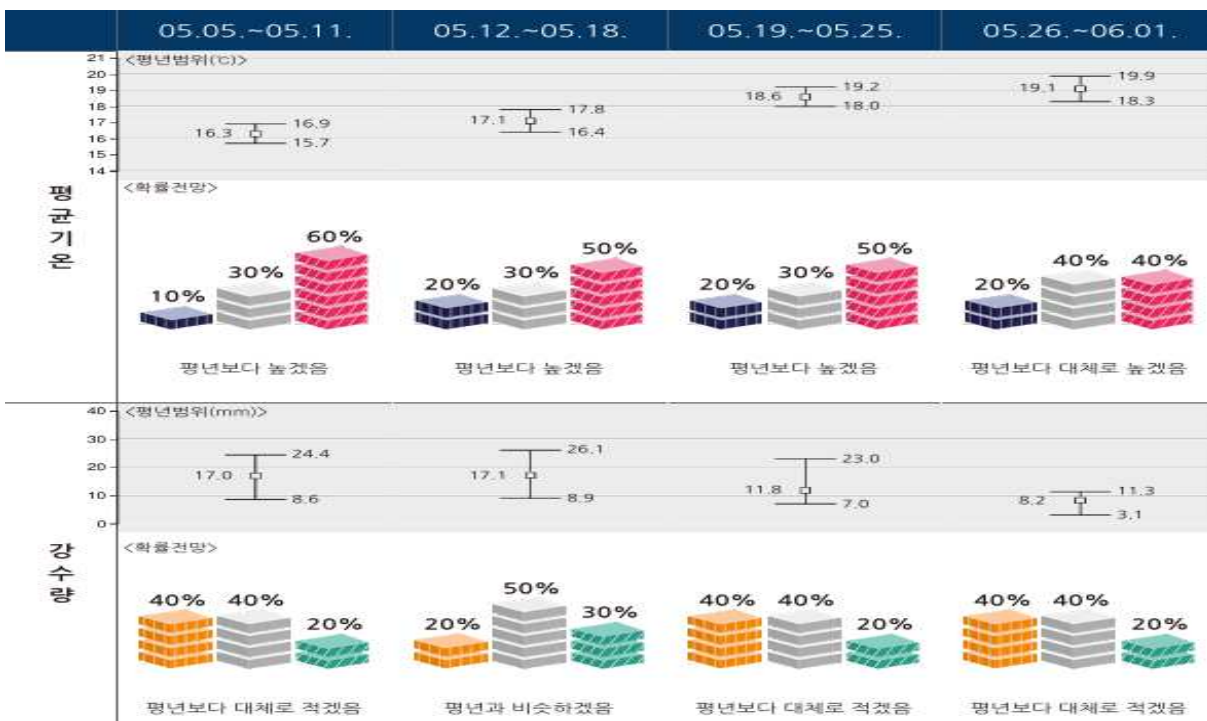 05.05.~05.11. 05.12.~05.18. 05.19.~05.25. 05.26.~06.01.
평균기온
<평년범위(℃)>
21
20
19
18
17
16
15
14
16.3 16.9 15.7
17.1 17.8 16.4
18.6 19.2 18.0
19.1 19.9 18.3
<확률전망>
10% 30% 60%
20% 30% 50%
20% 30% 50%
20% 40% 40%
평년보다 높겠음 평년보다 높겠음 평년보다 높겠음 평년보다 대체로 높겠음
강수량
<평년범위(mm)>
40
30
20
10
0
17.0 24.4 8.6
17.1 26.1 8.9
11.8 23.0 7.0
8.2 11.3 3.1
<확률전망>
40% 40% 20%
20% 50% 30%
40% 40% 20%
40% 40% 20%
평년보다 대체로 적겠음 평년과 비슷하겠음 평년보다 대체로 적겠음 평년보다 대체로 적겠음